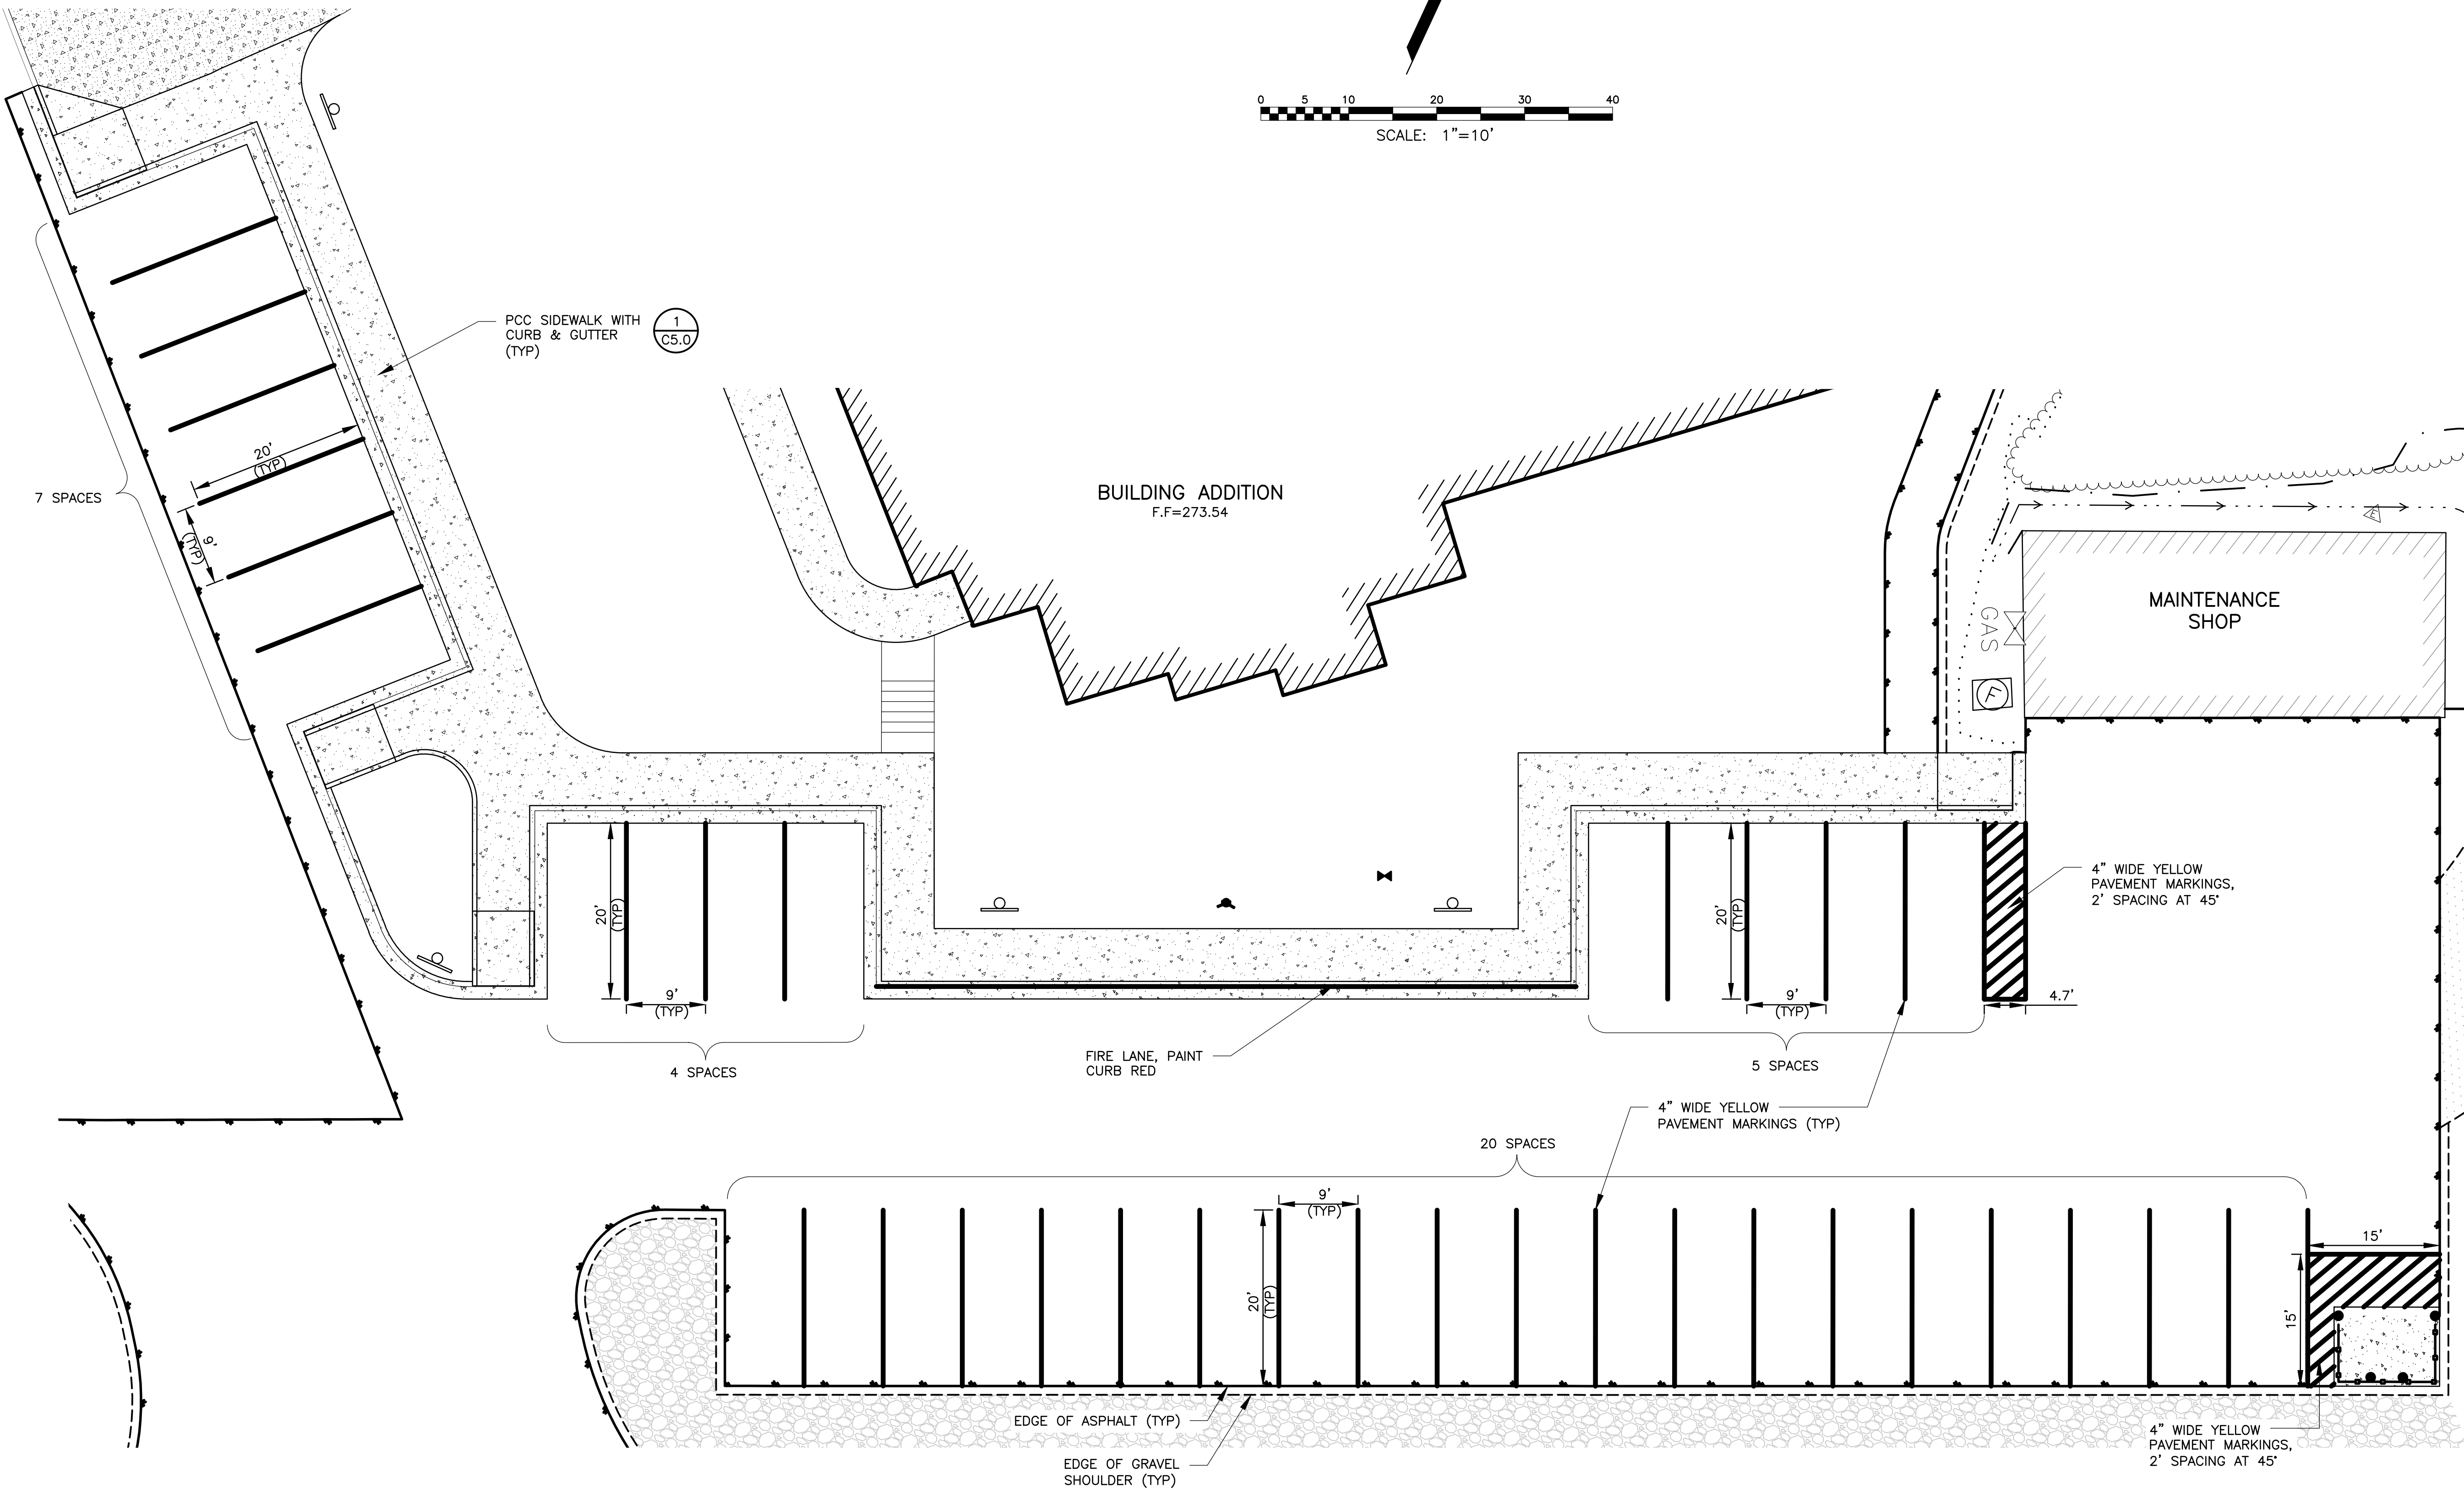 0 5 10 20 30 40
SCALE: 1"=10'
PCC SIDEWALK WITH
CURB & GUTTER
(TYP)
1
C5.0
20'
(TYP)
9'
(TYP)
7 SPACES
BUILDING ADDITION
F.F=273.54
E
MAINTENANCE
SHOP
GAS
F
4" WIDE YELLOW
PAVEMENT MARKINGS,
2' SPACING AT 45°
20'
(TYP)
9'
(TYP)
4 SPACES
20'
(TYP)
9'
(TYP)
4.7'
5 SPACES
FIRE LANE, PAINT
CURB RED
4" WIDE YELLOW
PAVEMENT MARKINGS (TYP)
20 SPACES
9'
(TYP)
20'
(TYP)
15'
15'
EDGE OF ASPHALT (TYP)
EDGE OF GRAVEL
SHOULDER (TYP)
4" WIDE YELLOW
PAVEMENT MARKINGS,
2' SPACING AT 45°